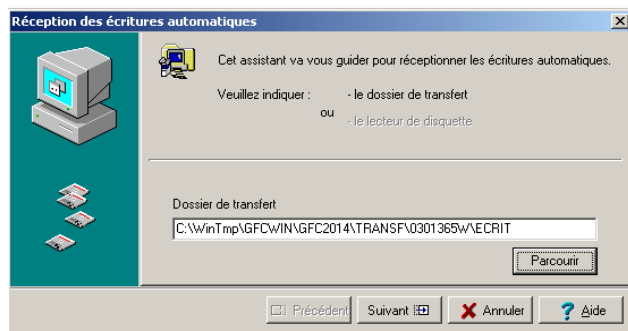 Réception des écritures automatiques
Cet assistant va vous guider pour réceptionner les écritures automatiques.
Veuillez indiquer : - le dossier de transfert
ou - le lecteur de disquette
Dossier de transfert
C:\WinTmp\GFCWIN\GFC2014\TRANSF\0301365W\ECRIT
Parcourir
Précédent Suivant Annuler ? Aide